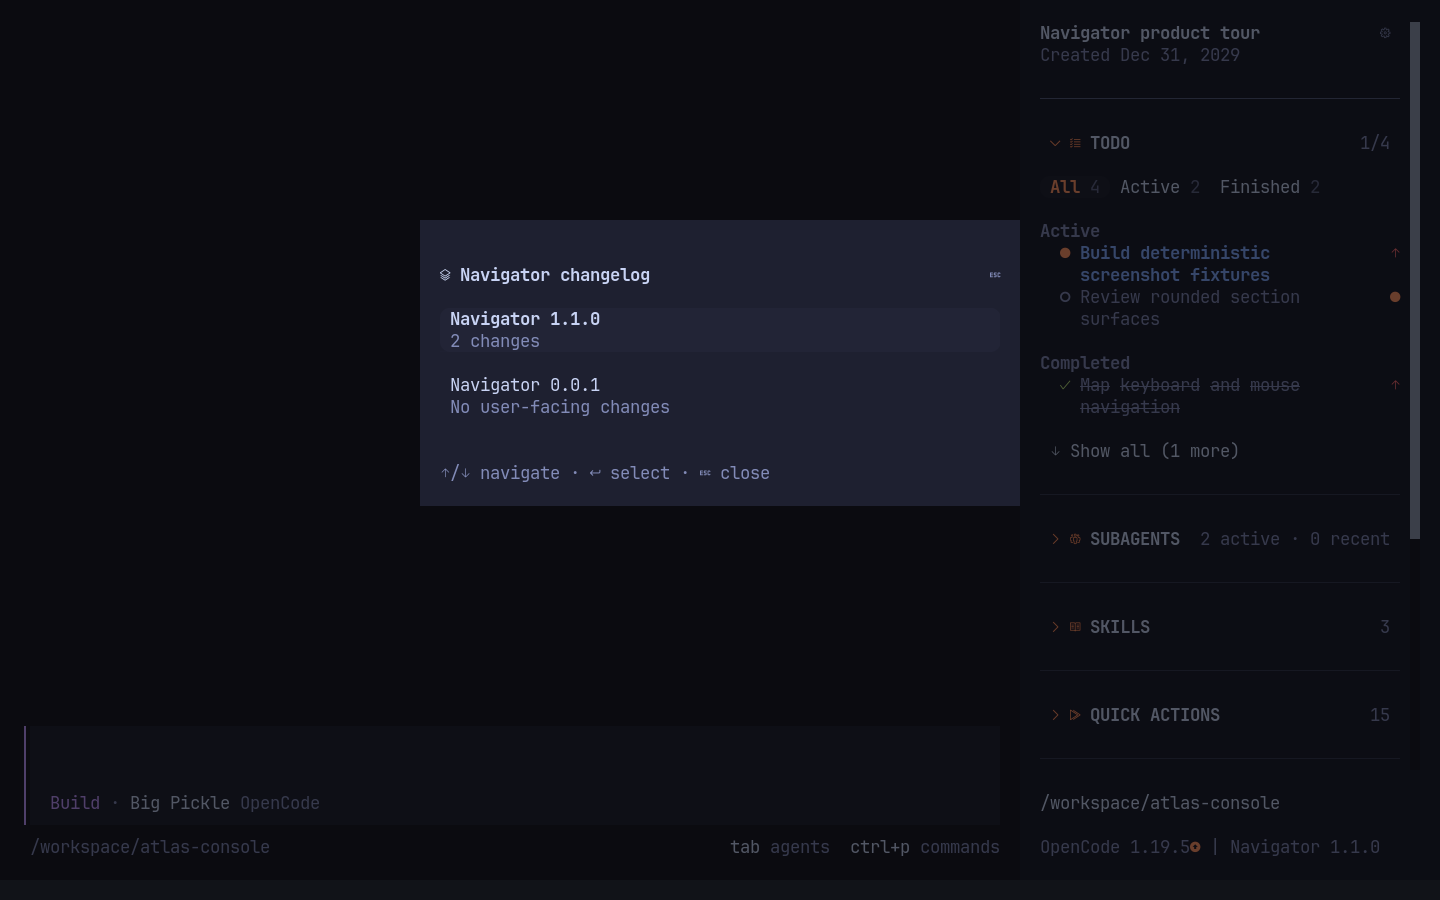 Navigator product tour
Created Dec 31, 2029
TODO 1/4
All 4 Active 2 Finished 2
Active
Build deterministic
screenshot fixtures
Review rounded section
surfaces
Completed
Map keyboard and mouse
navigation
↓ Show all (1 more)
SUBAGENTS 2 active · 0 recent
SKILLS 3
QUICK ACTIONS 15
/workspace/atlas-console
OpenCode 1.19.5 | Navigator 1.1.0
Navigator changelog ESC
Navigator 1.1.0
2 changes
Navigator 0.0.1
No user-facing changes
↑/↓ navigate · ↩ select · ESC close
Build · Big Pickle OpenCode
/workspace/atlas-console tab agents ctrl+p commands